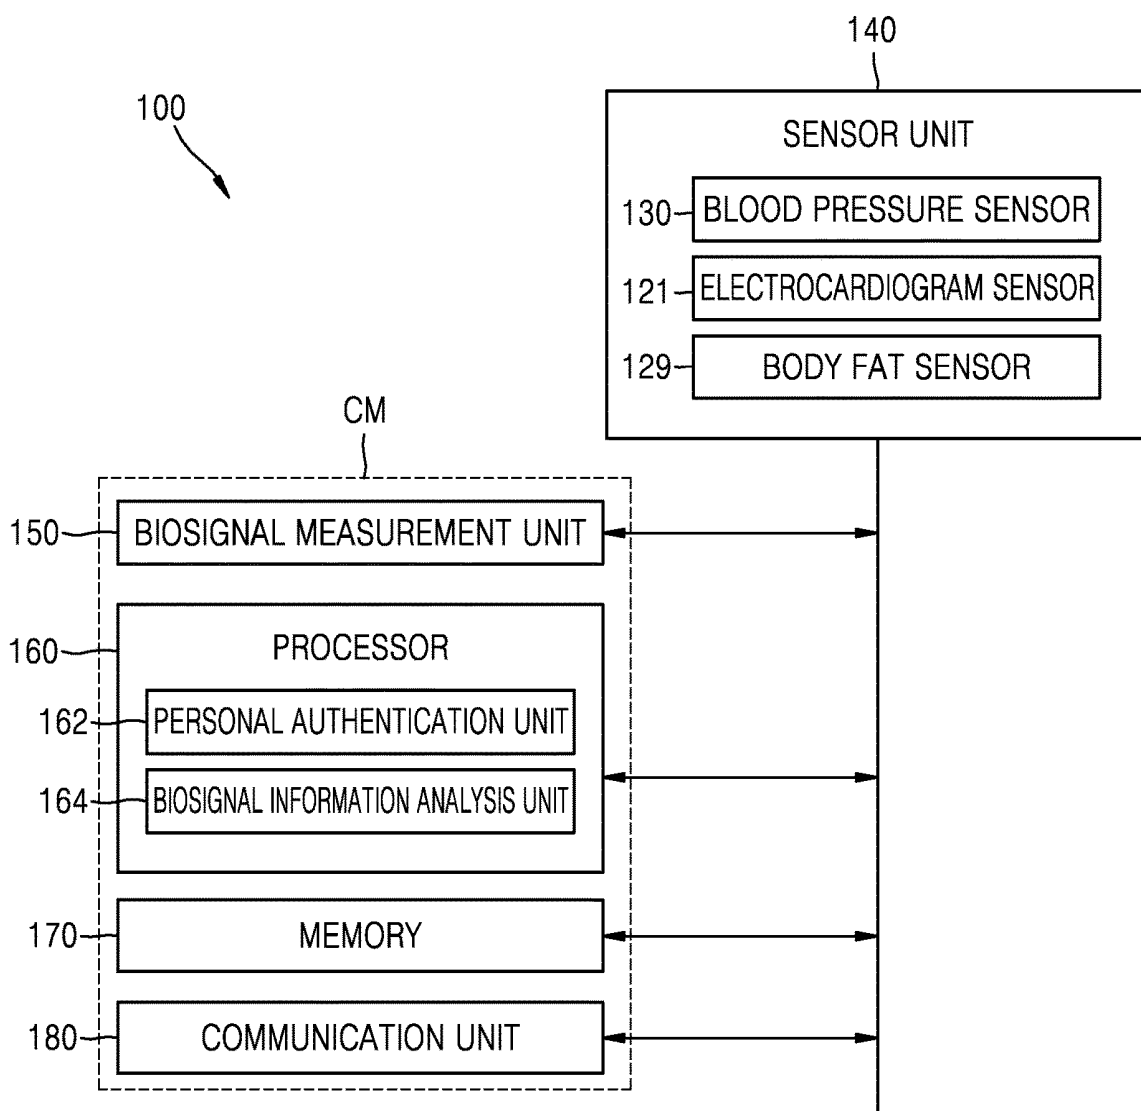 140
100
SENSOR UNIT
130 BLOOD PRESSURE SENSOR
121 ELECTROCARDIOGRAM SENSOR
129 BODY FAT SENSOR
CM
150 BIOSIGNAL MEASUREMENT UNIT
160 PROCESSOR
162 PERSONAL AUTHENTICATION UNIT
164 BIOSIGNAL INFORMATION ANALYSIS UNIT
170 MEMORY
180 COMMUNICATION UNIT